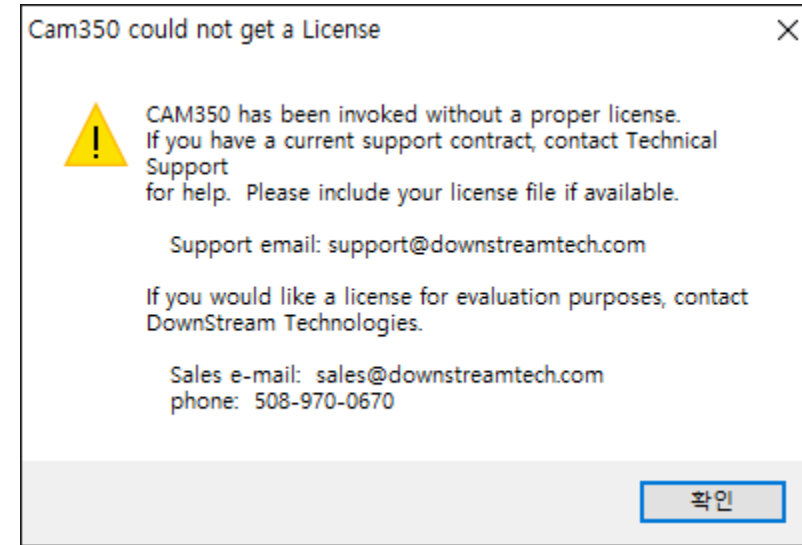 Cam350 could not get a License
CAM350 has been invoked without a proper license.
If you have a current support contract, contact Technical
Support
for help.  Please include your license file if available.
Support email: support@downstreamtech.com
If you would like a license for evaluation purposes, contact
DownStream Technologies.
Sales e-mail:  sales@downstreamtech.com
phone:  508-970-0670
확인